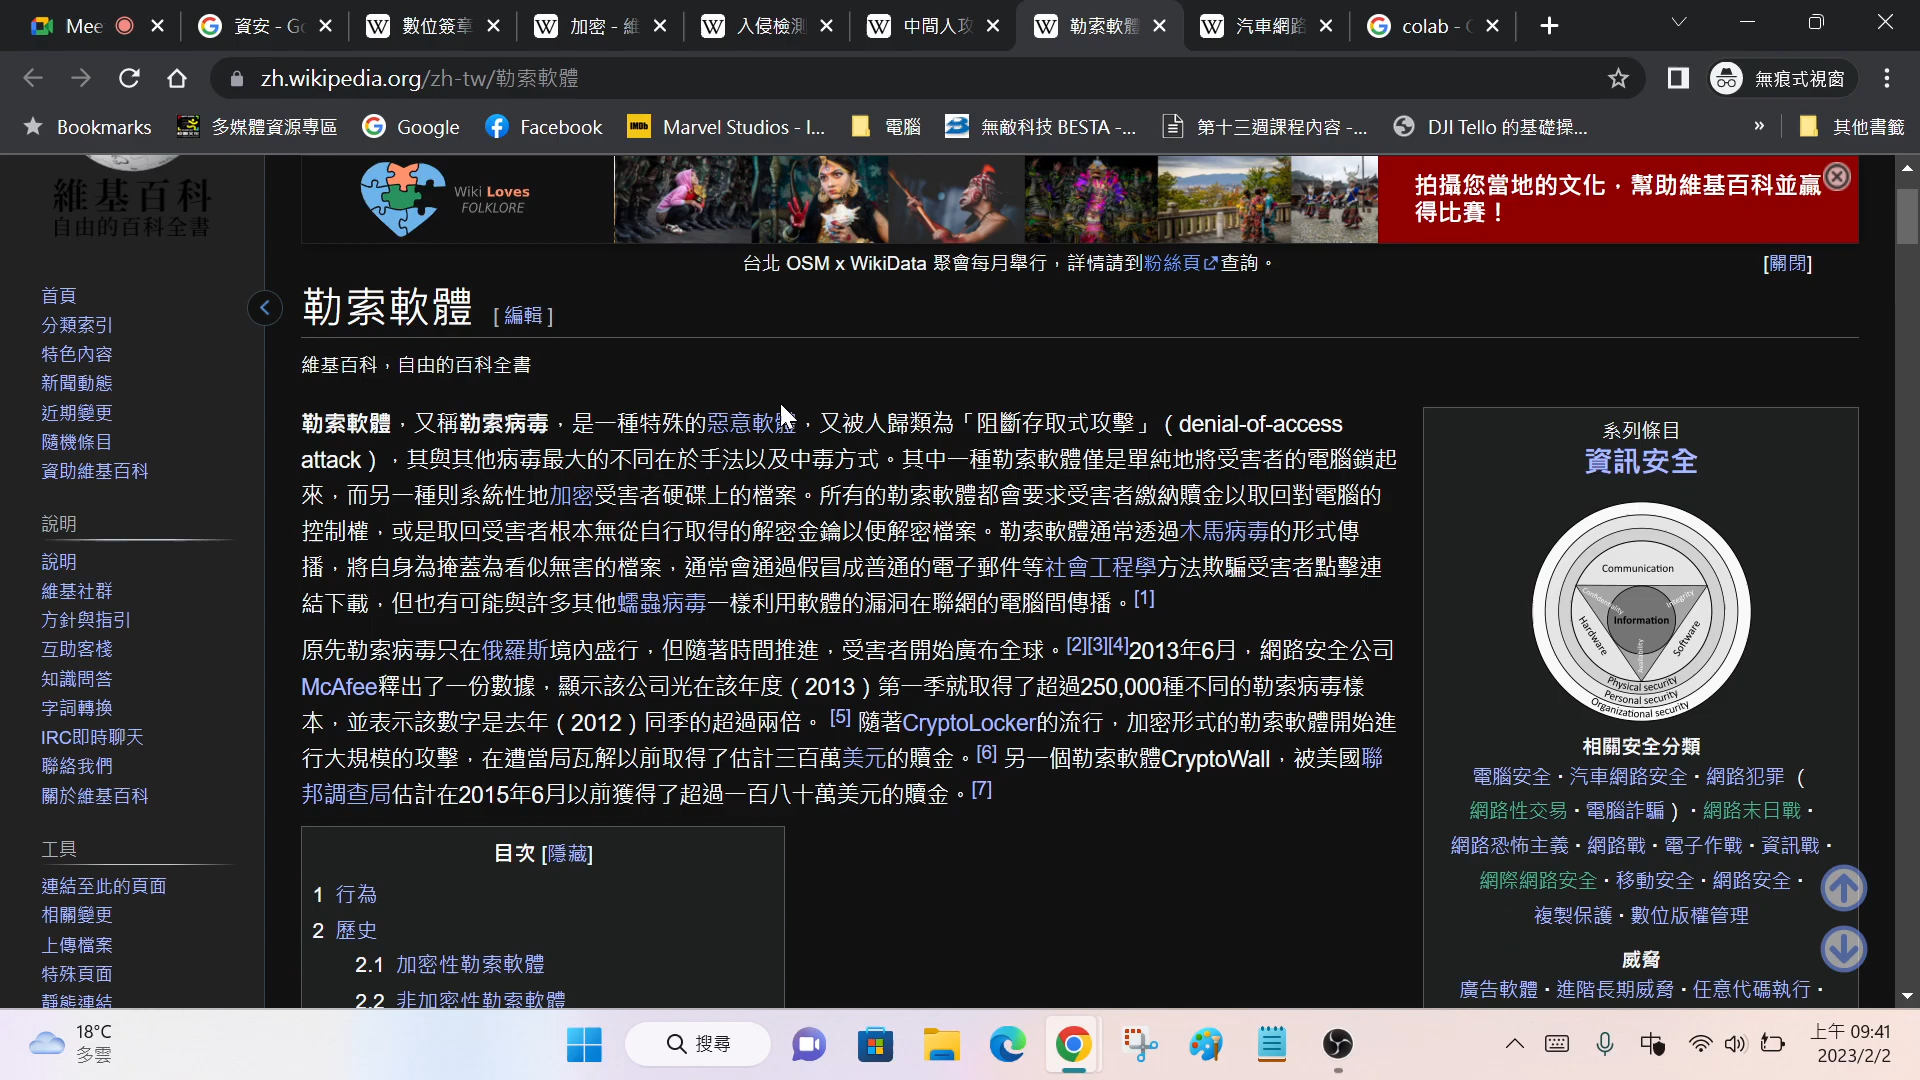 Mee
資安 - Go
數位簽章
加密 - 維
入侵檢測
中間人攻
勒索軟體
汽車網路
colab - G
zh.wikipedia.org/zh-tw/勒索軟體
無痕式視窗
Bookmarks
多媒體資源專區
Google
Facebook
IMDb
Marvel Studios - I...
電腦
無敵科技 BESTA -...
第十三週課程內容 -...
DJI Tello 的基礎操...
»
其他書籤
維基百科
自由的百科全書
Wiki Loves
FOLKLORE
拍攝您當地的文化，幫助維基百科並贏
得比賽！
台北 OSM x WikiData 聚會每月舉行，詳情請到粉絲頁查詢。
[關閉]
首頁
分類索引
特色內容
新聞動態
近期變更
隨機條目
資助維基百科
說明
說明
維基社群
方針與指引
互助客棧
知識問答
字詞轉換
IRC即時聊天
聯絡我們
關於維基百科
工具
連結至此的頁面
相關變更
上傳檔案
特殊頁面
靜態連結
勒索軟體 [編輯]
維基百科，自由的百科全書
勒索軟體，又稱勒索病毒，是一種特殊的惡意軟體，又被人歸類為「阻斷存取式攻擊」（denial-of-access
attack），其與其他病毒最大的不同在於手法以及中毒方式。其中一種勒索軟體僅是單純地將受害者的電腦鎖起
來，而另一種則系統性地加密受害者硬碟上的檔案。所有的勒索軟體都會要求受害者繳納贖金以取回對電腦的
控制權，或是取回受害者根本無從自行取得的解密金鑰以便解密檔案。勒索軟體通常透過木馬病毒的形式傳
播，將自身為掩蓋為看似無害的檔案，通常會通過假冒成普通的電子郵件等社會工程學方法欺騙受害者點擊連
結下載，但也有可能與許多其他蠕蟲病毒一樣利用軟體的漏洞在聯網的電腦間傳播。[1]
原先勒索病毒只在俄羅斯境內盛行，但隨著時間推進，受害者開始廣布全球。[2][3][4]2013年6月，網路安全公司
McAfee釋出了一份數據，顯示該公司光在該年度（2013）第一季就取得了超過250,000種不同的勒索病毒樣
本，並表示該數字是去年（2012）同季的超過兩倍。[5] 隨著CryptoLocker的流行，加密形式的勒索軟體開始進
行大規模的攻擊，在遭當局瓦解以前取得了估計三百萬美元的贖金。[6] 另一個勒索軟體CryptoWall，被美國聯
邦調查局估計在2015年6月以前獲得了超過一百八十萬美元的贖金。[7]
目次 [隱藏]
1 行為
2 歷史
2.1 加密性勒索軟體
2.2 非加密性勒索軟體
系列條目
資訊安全
Communication
Confidentiality
Integrity
Information
Hardware
Software
Availability
Physical security
Personal security
Organizational security
相關安全分類
電腦安全 · 汽車網路安全 · 網路犯罪（
網路性交易 · 電腦詐騙）· 網路末日戰 ·
網路恐怖主義 · 網路戰 · 電子作戰 · 資訊戰 ·
網際網路安全 · 移動安全 · 網路安全 ·
複製保護 · 數位版權管理
威脅
廣告軟體 · 進階長期威脅 · 任意代碼執行 ·
18°C
多雲
搜尋
中
上午 09:41
2023/2/2